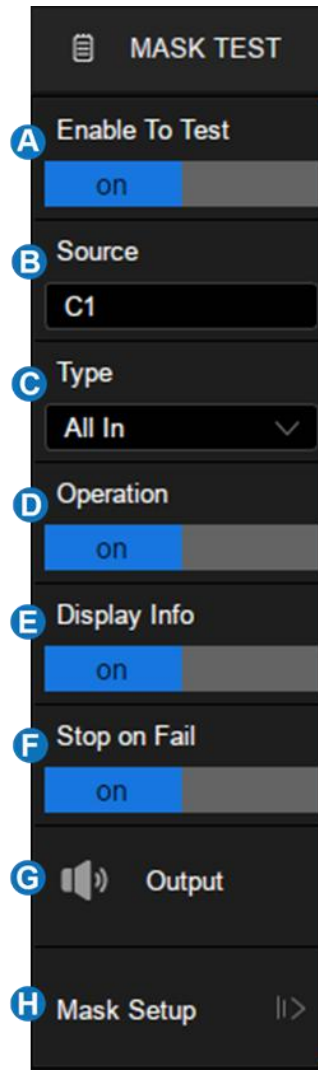 MASK TEST
A Enable To Test
on
B Source
C1
C Type
All In
D Operation
on
E Display Info
on
F Stop on Fail
on
G Output
H Mask Setup